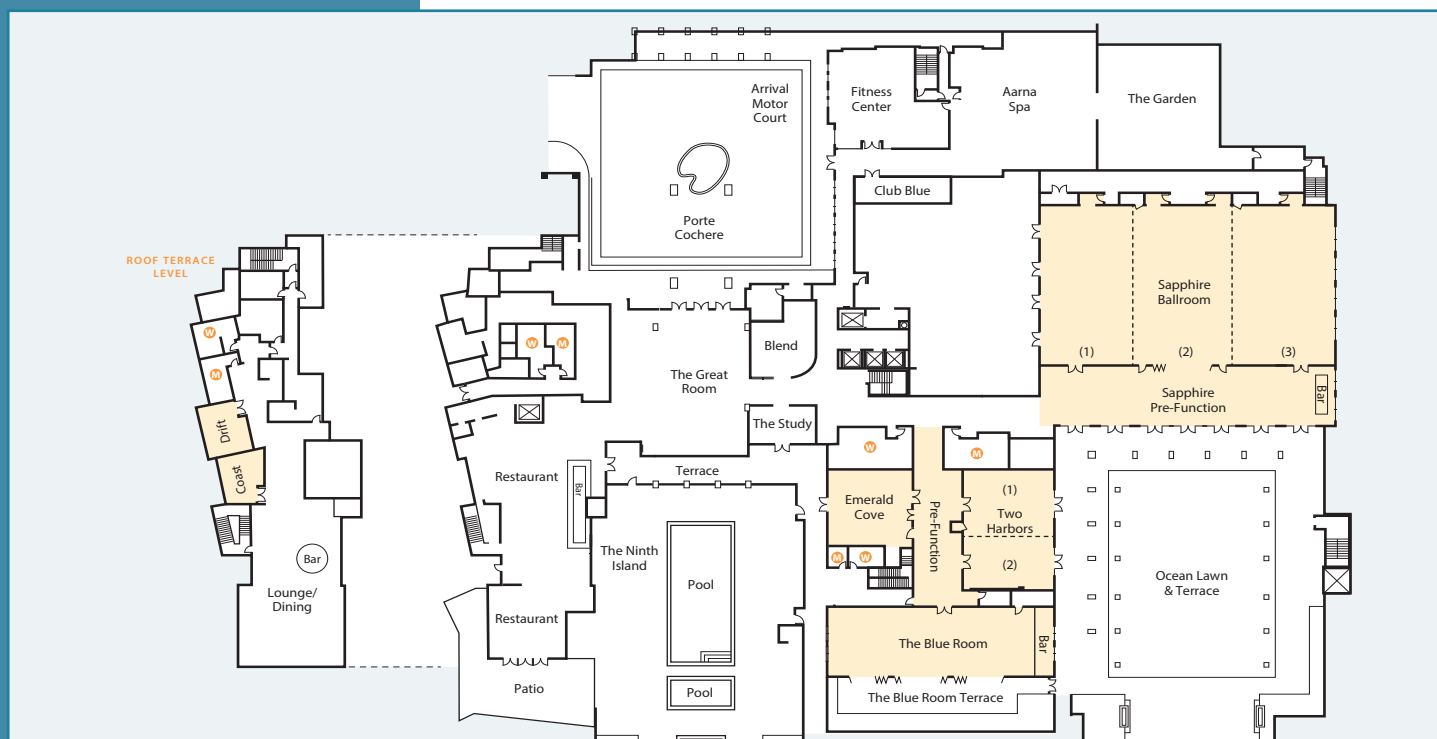 Arrival
Motor
Court
Fitness
Center
Aarna
Spa
The Garden
Club Blue
Porte
Cochere
ROOF TERRACE
LEVEL
W
M
Drift
Coast
Bar
Lounge/
Dining
W
M
The Great
Room
Blend
The Study
Sapphire
Ballroom
(1)
(2)
(3)
Sapphire
Pre-Function
Bar
Restaurant
Bar
Terrace
The Ninth
Island
Pool
Restaurant
Patio
Pool
W
M
Emerald
Cove
M
W
Pre-Function
(1)
Two
Harbors
(2)
The Blue Room
Bar
The Blue Room Terrace
Ocean Lawn
& Terrace